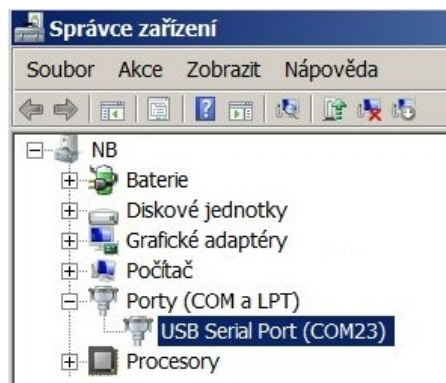 Správce zařízení
Soubor Akce Zobrazit Nápověda
NB
Baterie
Diskové jednotky
Grafické adaptéry
Počítač
Porty (COM a LPT)
USB Serial Port (COM23)
Procesory